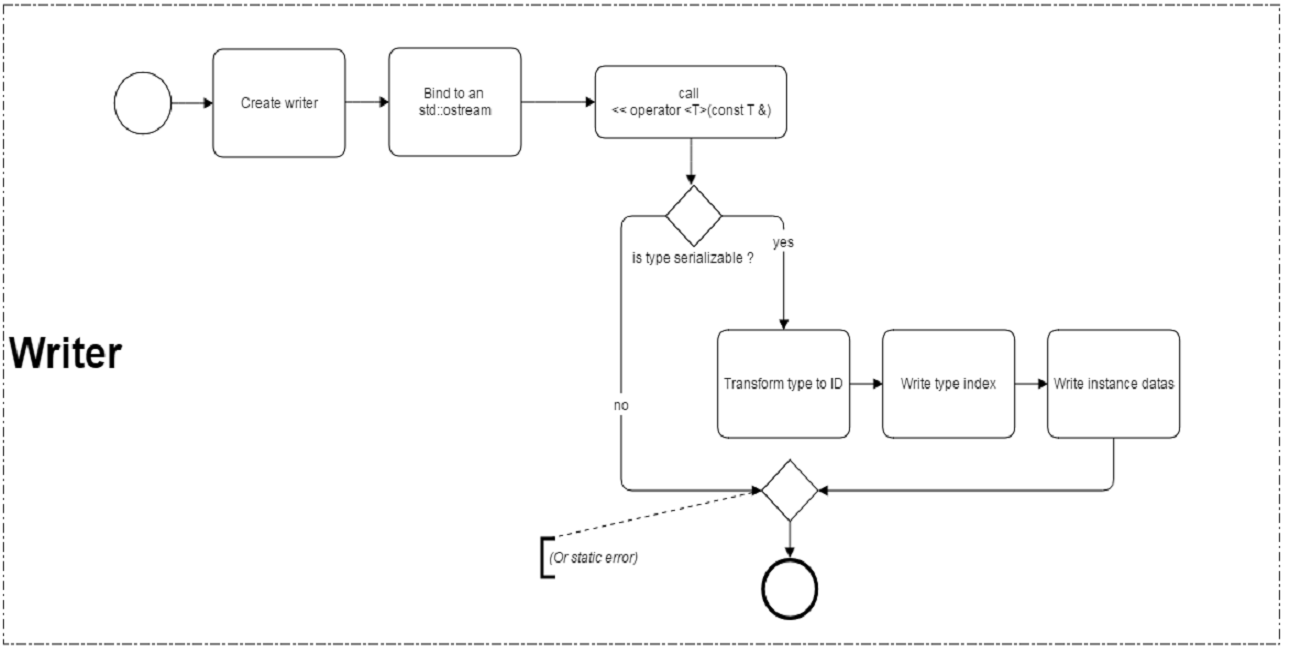 Create writer
Bind to an
std::ostream
call
<< operator <T>(const T &)
is type serializable ?
yes
Writer
Transform type to ID
Write type index
Write instance datas
no
(Or static error)